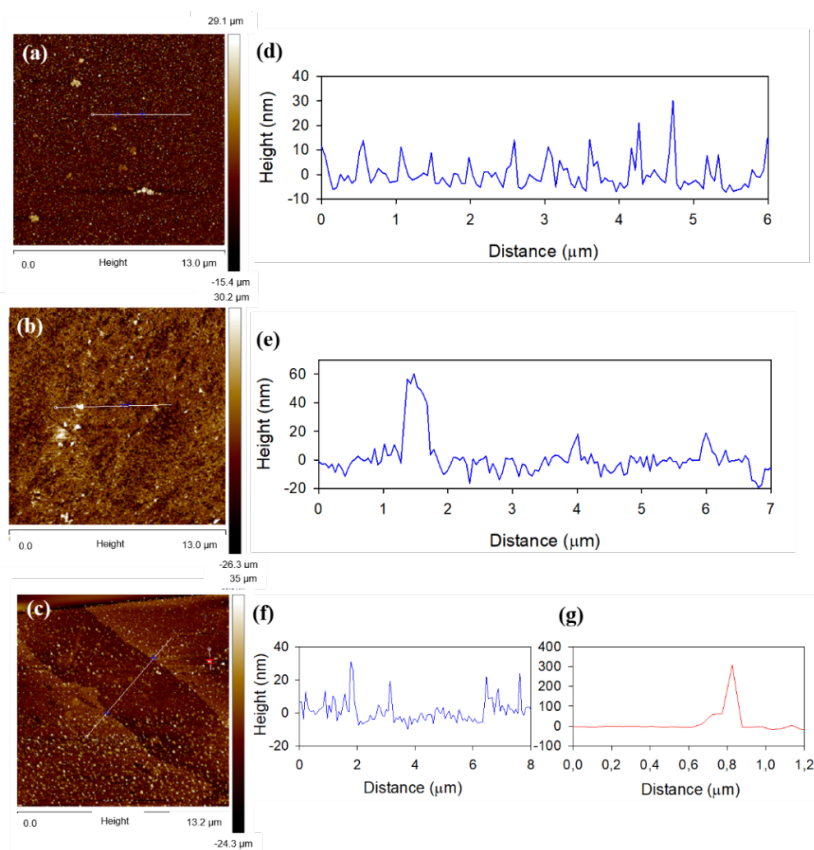 29.1 µm
(a)
0.0 Height 13.0 µm
-15.4 µm
(d)
Height (nm)
40
30
20
10
0
-10
0 1 2 3 4 5 6
Distance (µm)
30.2 µm
(b)
0.0 Height 13.0 µm
-26.3 um
(e)
Height (nm)
60
40
20
0
-20
0 1 2 3 4 5 6 7
Distance (µm)
35 µm
(c)
0.0 Height 13.2 µm
-24.3 µm
(f)
Height (nm)
40
20
0
-20
0 2 4 6 8
Distance (µm)
(g)
400
300
200
100
0
-100
0,0 0,2 0,4 0,6 0,8 1,0 1,2
Distance (µm)